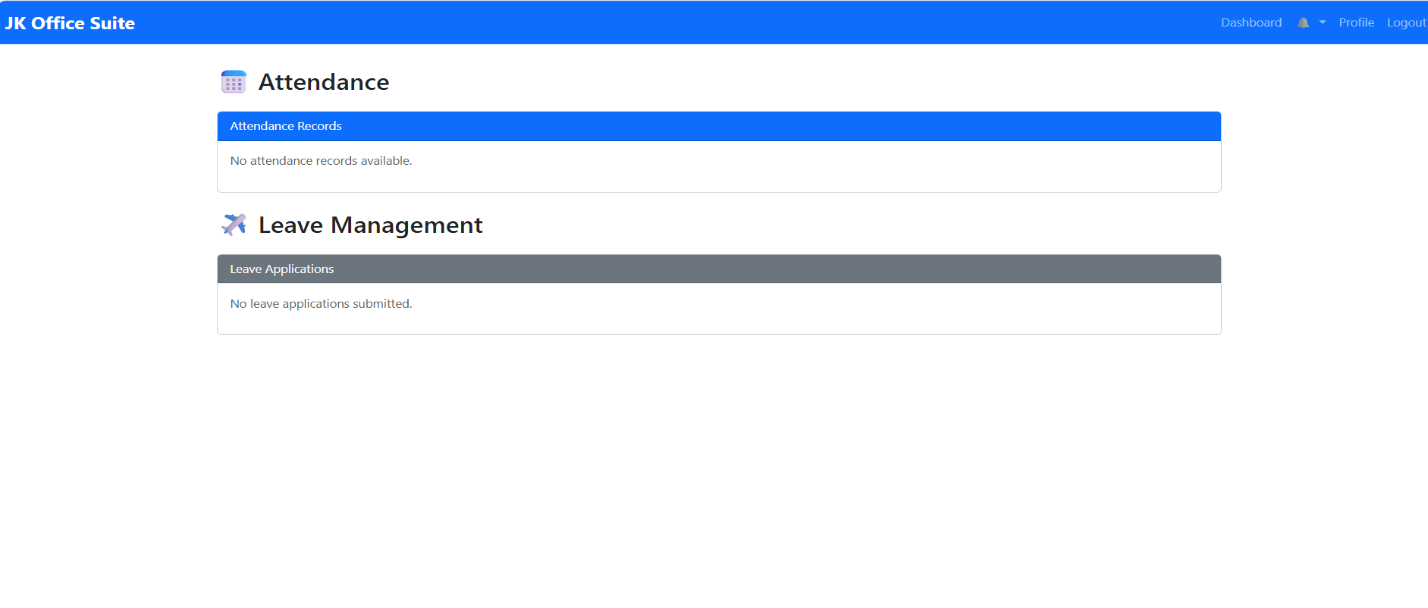 JK Office Suite
Dashboard Profile Logout
Attendance
Attendance Records
No attendance records available.
Leave Management
Leave Applications
No leave applications submitted.